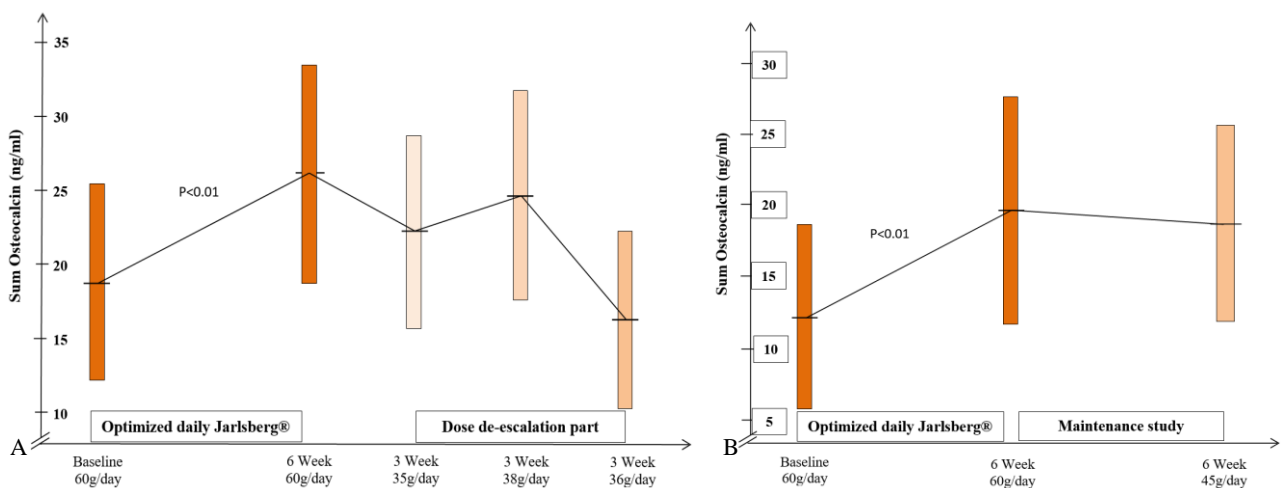 Sum Osteocalcin (ng/ml)
35
30
25
20
15
10
P<0.01
Optimized daily Jarlsberg®
Dose de-escalation part
A
Baseline
60g/day
6 Week
60g/day
3 Week
35g/day
3 Week
38g/day
3 Week
36g/day
Sum Osteocalcin (ng/ml)
30
25
20
15
10
5
P<0.01
Optimized daily Jarlsberg®
Maintenance study
B
Baseline
60g/day
6 Week
60g/day
6 Week
45g/day